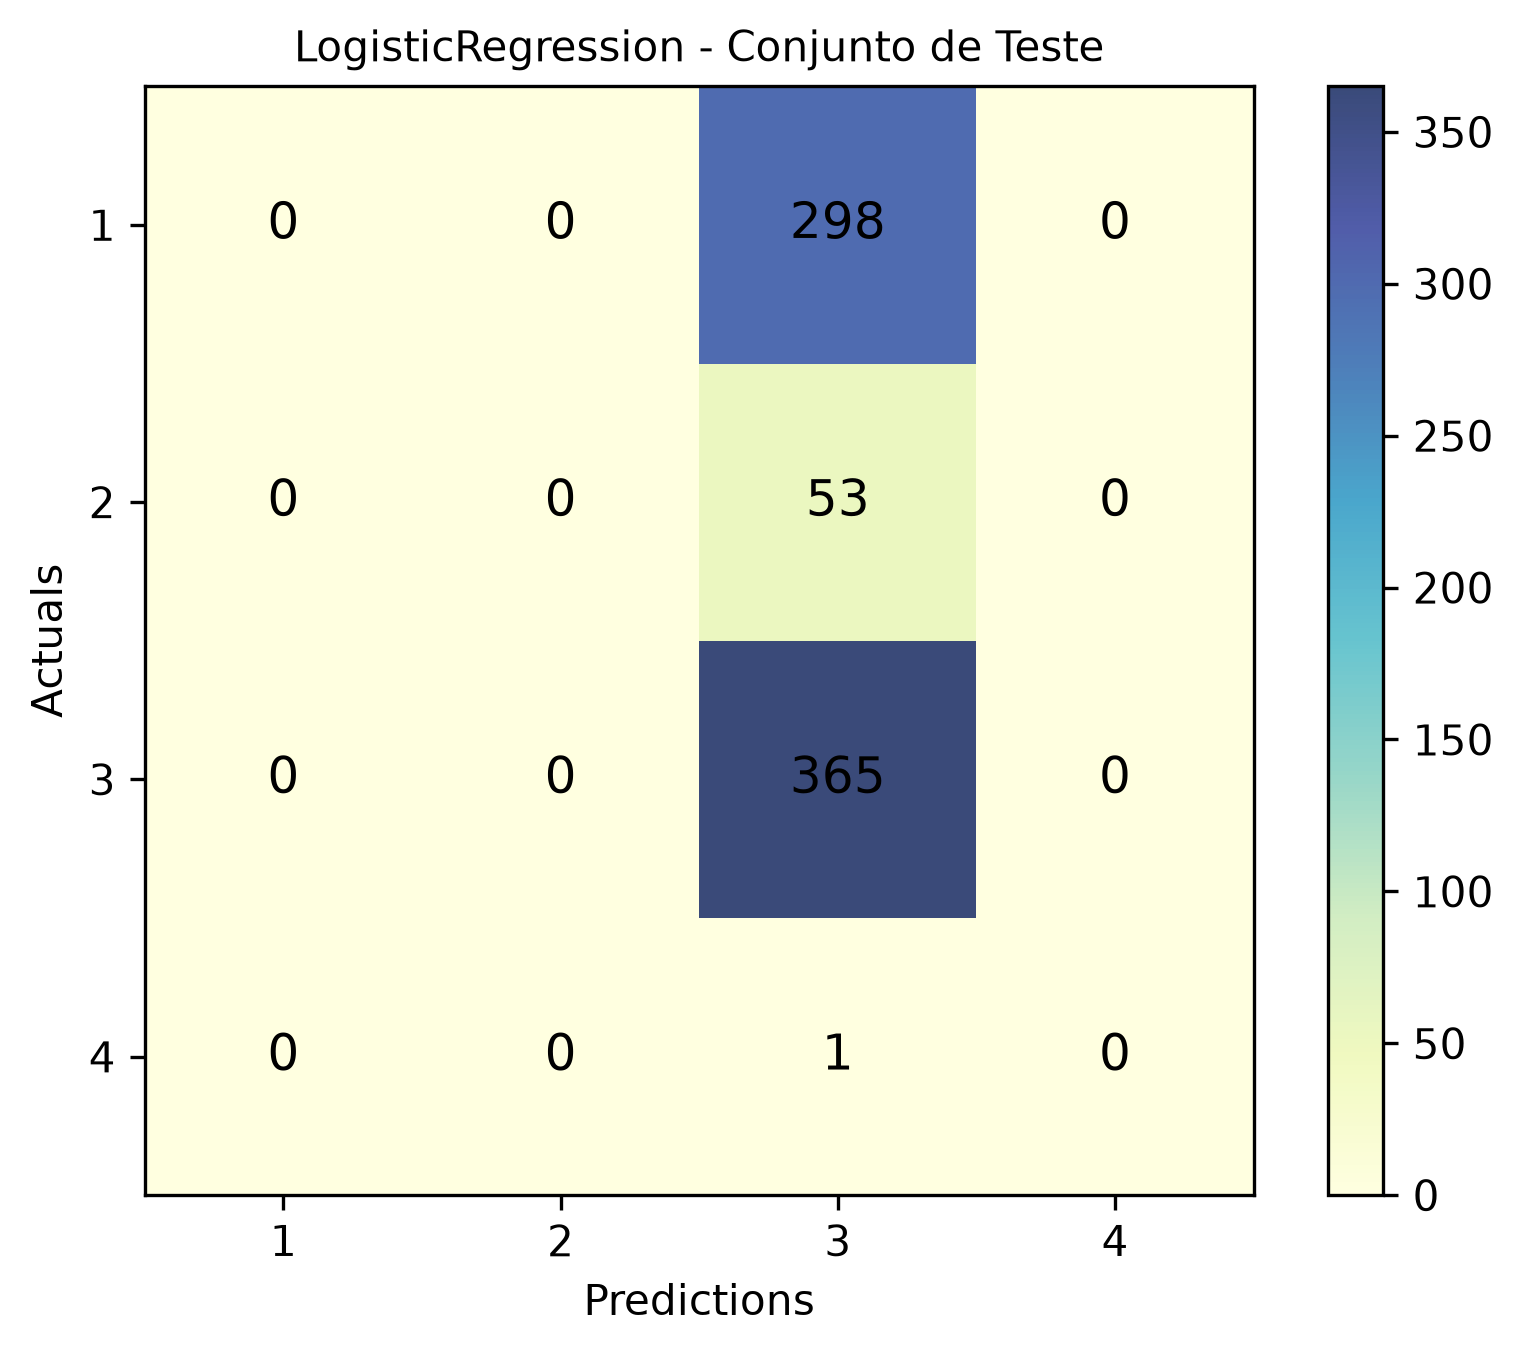 LogisticRegression - Conjunto de Teste
350
1 0 0 298 0
300
250
2 0 0 53 0
200
Actuals
150
3 0 0 365 0
100
4 0 0 1 0
50
0
1 2 3 4
Predictions